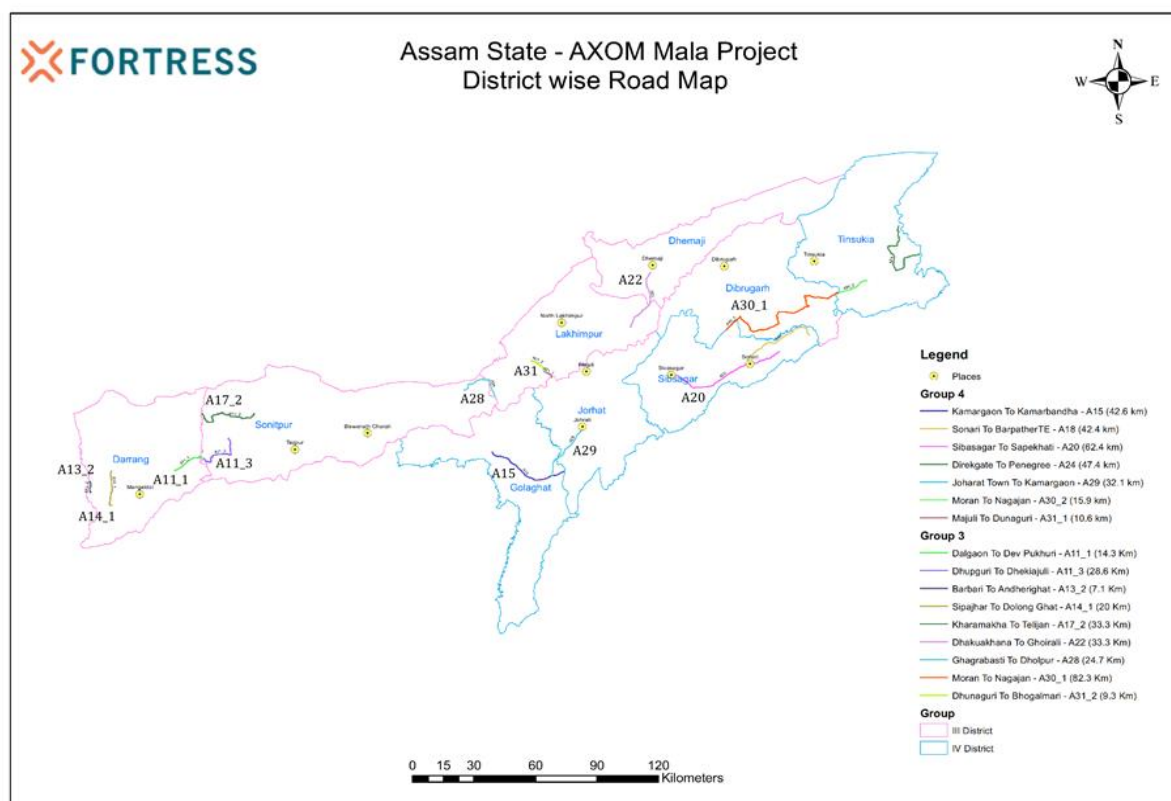 FORTRESS
Assam State - AXOM Mala Project
District wise Road Map
N
W
E
S
Dhemaji
Tinsukia
Dhemaji
Dibrugarh
Tinsukia
A22
Dibrugarh
A30_1
North Lakhimpur
Lakhimpur
A31
Majuli
Sonari
Sivasagar
Sibsagar
A20
A28
A17_2
Sonitpur
Jorhat
Jorhat
Biswanath Chariali
Tezpur
A29
Darrang
A13_2
A11_3
A11_1
A15
Golaghat
Mangaldoi
A14_1
Legend
Places
Group 4
Kamargaon To Kamarbandha - A15 (42.6 km)
Sonari To BarpatherTE - A18 (42.4 km)
Sibasagar To Sapekhati - A20 (62.4 km)
Direkgate To Penegree - A24 (47.4 km)
Joharat Town To Kamargaon - A29 (32.1 km)
Moran To Nagajan - A30_2 (15.9 km)
Majuli To Dunaguri - A31_1 (10.6 km)
Group 3
Dalgaon To Dev Pukhuri - A11_1 (14.3 Km)
Dhupguri To Dhekiajuli - A11_3 (28.6 Km)
Barbari To Andherighat - A13_2 (7.1 Km)
Sipajhar To Dolong Ghat - A14_1 (20 Km)
Kharamakha To Telijan - A17_2 (33.3 Km)
Dhakuakhana To Ghoirali - A22 (33.3 Km)
Ghagrabasti To Dholpur - A28 (24.7 Km)
Moran To Nagajan - A30_1 (82.3 Km)
Dhunaguri To Bhogalmari - A31_2 (9.3 Km)
Group
III District
IV District
0 15 30 60 90 120
Kilometers